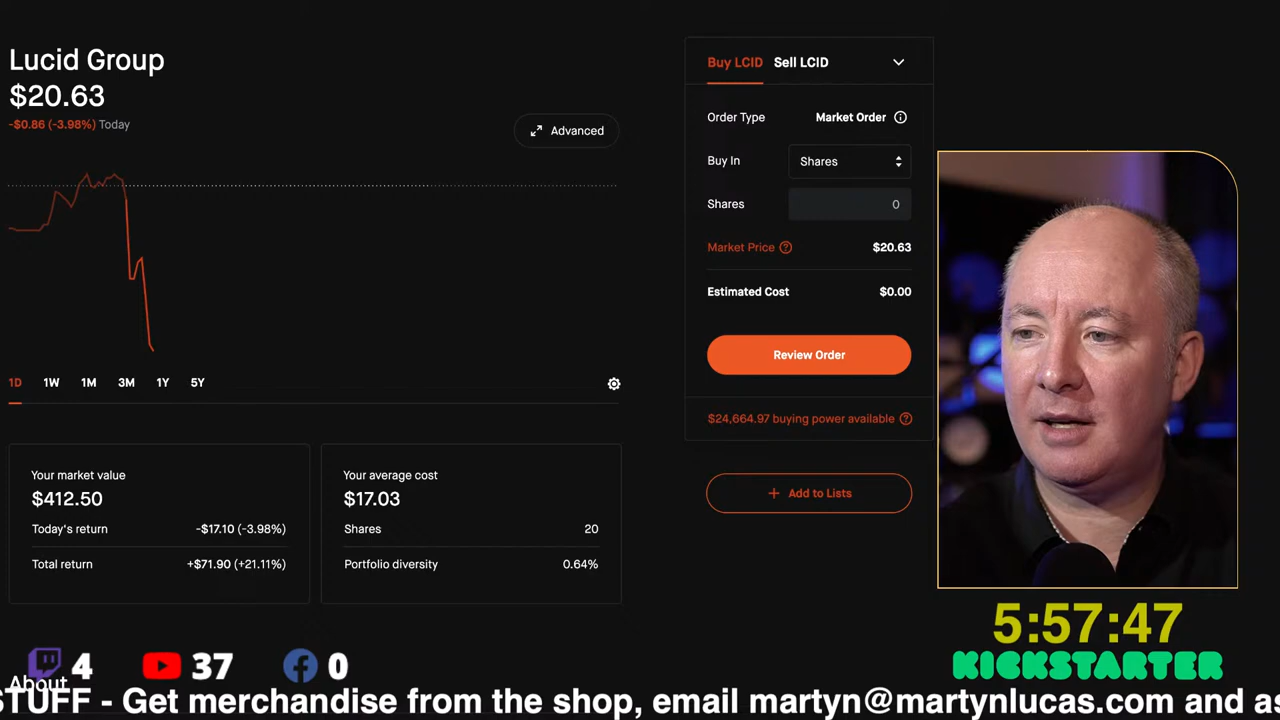 Lucid Group
$20.63
-$0.86 (-3.98%) Today
Advanced
1D 1W 1M 3M 1Y 5Y
Your market value
$412.50
Today's return -$17.10 (-3.98%)
Total return +$71.90 (+21.11%)
Your average cost
$17.03
Shares 20
Portfolio diversity 0.64%
Buy LCID Sell LCID
Order Type Market Order
Buy In Shares
Shares 0
Market Price $20.63
Estimated Cost $0.00
Review Order
$24,664.97 buying power available
+ Add to Lists
5:57:47
KICKSTARTER
4 37 0
About
STUFF - Get merchandise from the shop, email martyn@martynlucas.com and as